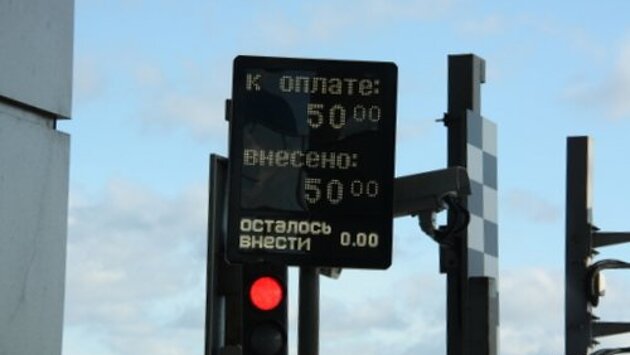 к оплате:
50 00
внесено:
50 00
осталось
внести 0.00